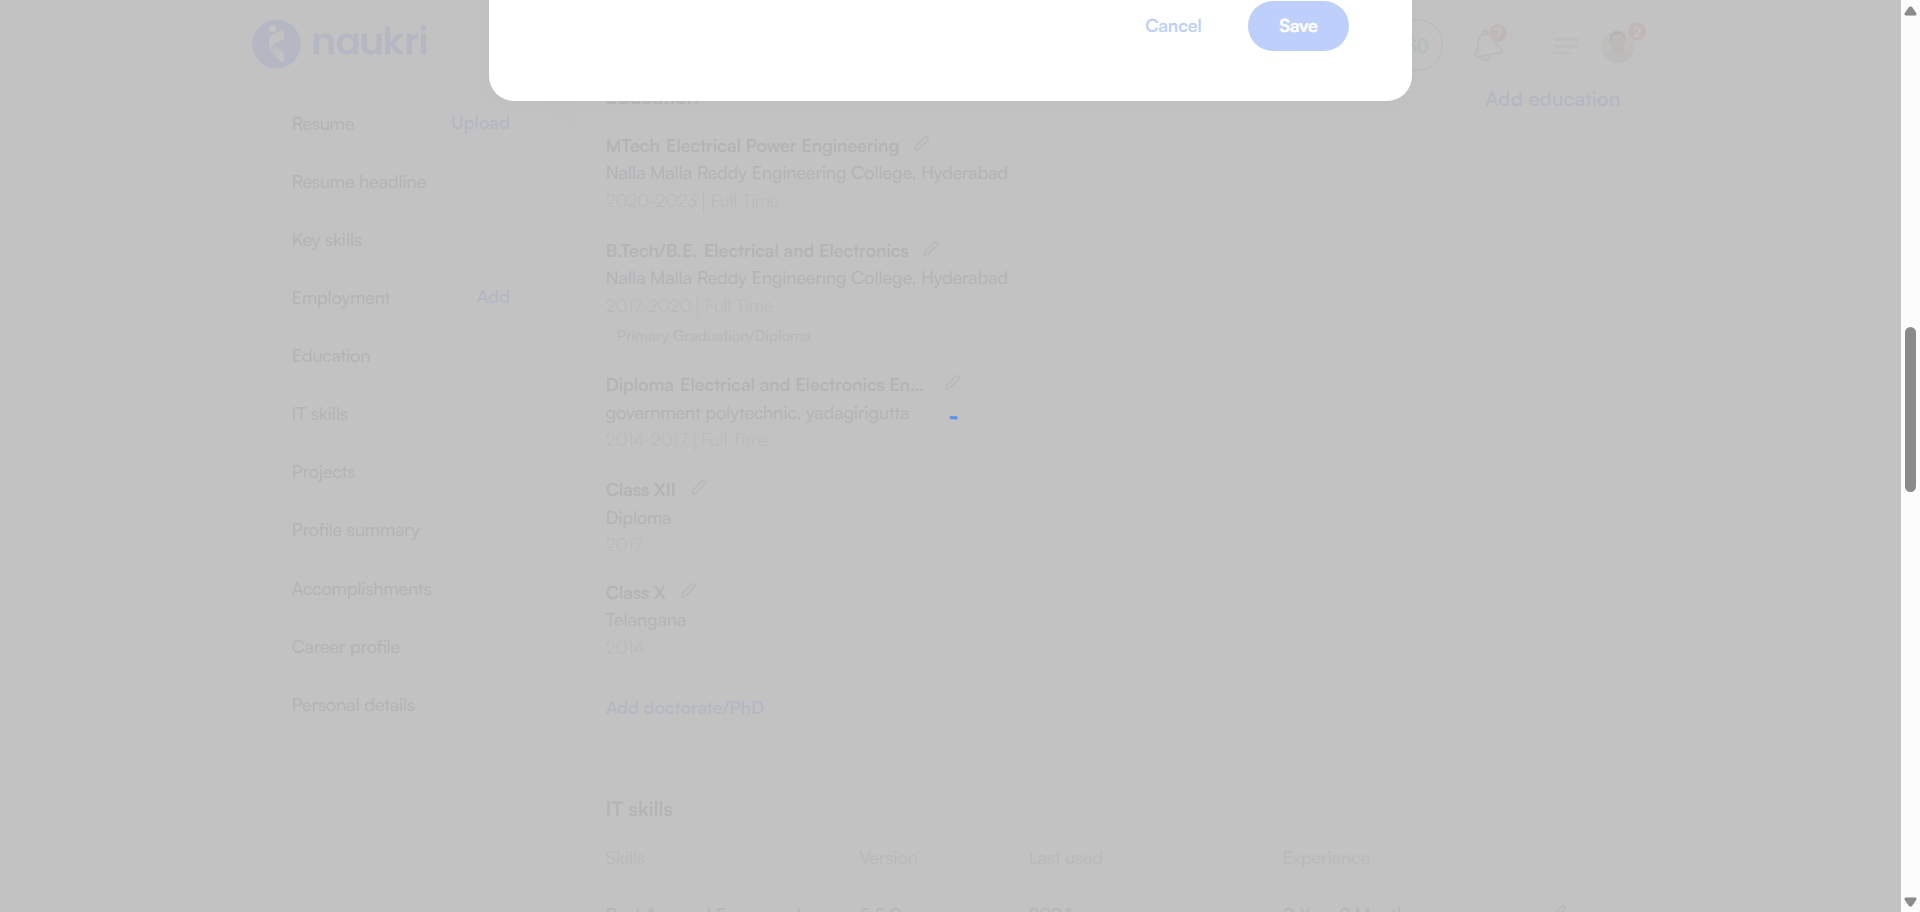 Cancel
Save
naukri
7
2
Add education
Resume
Upload
Resume headline
Key skills
Employment
Add
Education
IT skills
Projects
Profile summary
Accomplishments
Career profile
Personal details
MTech Electrical Power Engineering
Nalla Malla Reddy Engineering College, Hyderabad
2020-2023 | Full Time
B.Tech/B.E. Electrical and Electronics
Nalla Malla Reddy Engineering College, Hyderabad
2017-2020 | Full Time
Primary Graduation/Diploma
Diploma Electrical and Electronics En...
government polytechnic, yadagirigutta
2014-2017 | Full Time
Class XII
Diploma
2017
Class X
Telangana
2014
Add doctorate/PhD
IT skills
Skills Version Last used Experience